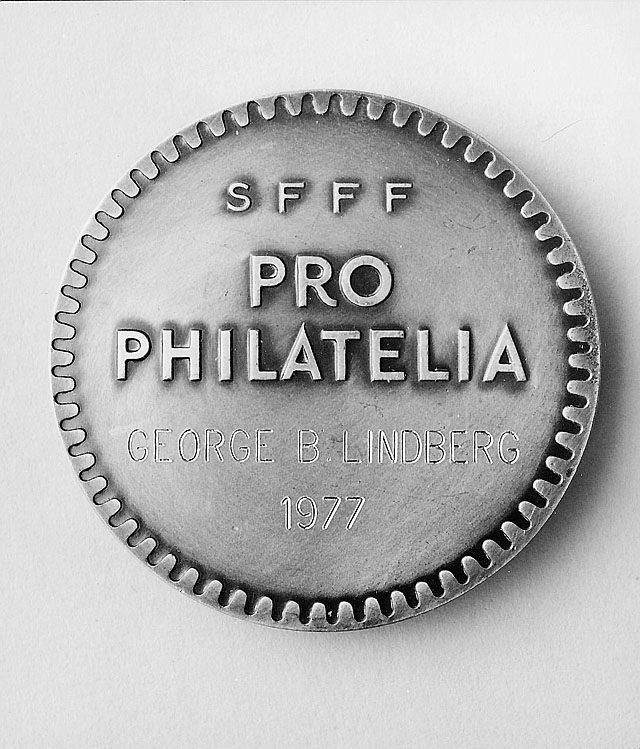 SFFF
PRO
PHILATELIA
GEORGE B. LINDBERG
1977